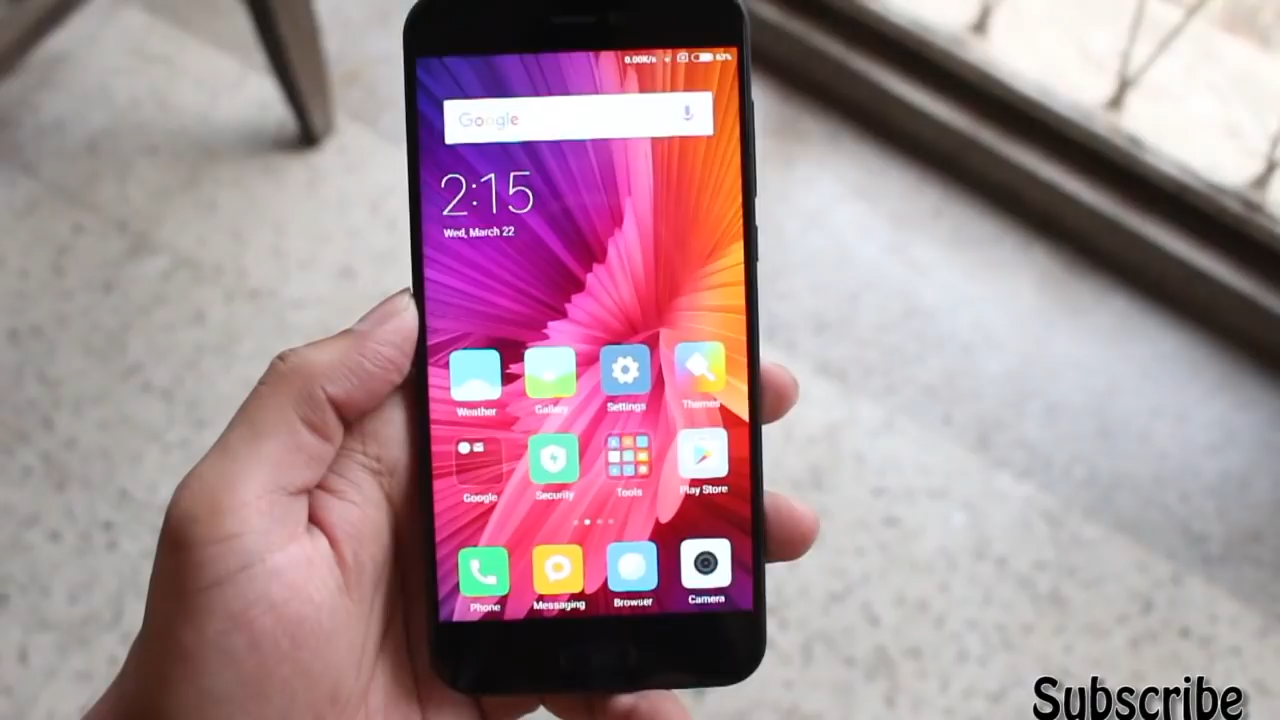 0.00K/s 63%
Google
2:15
Wed, March 22
Weather Gallery Settings Themes
Google Security Tools Play Store
Phone Messaging Browser Camera
Subscribe